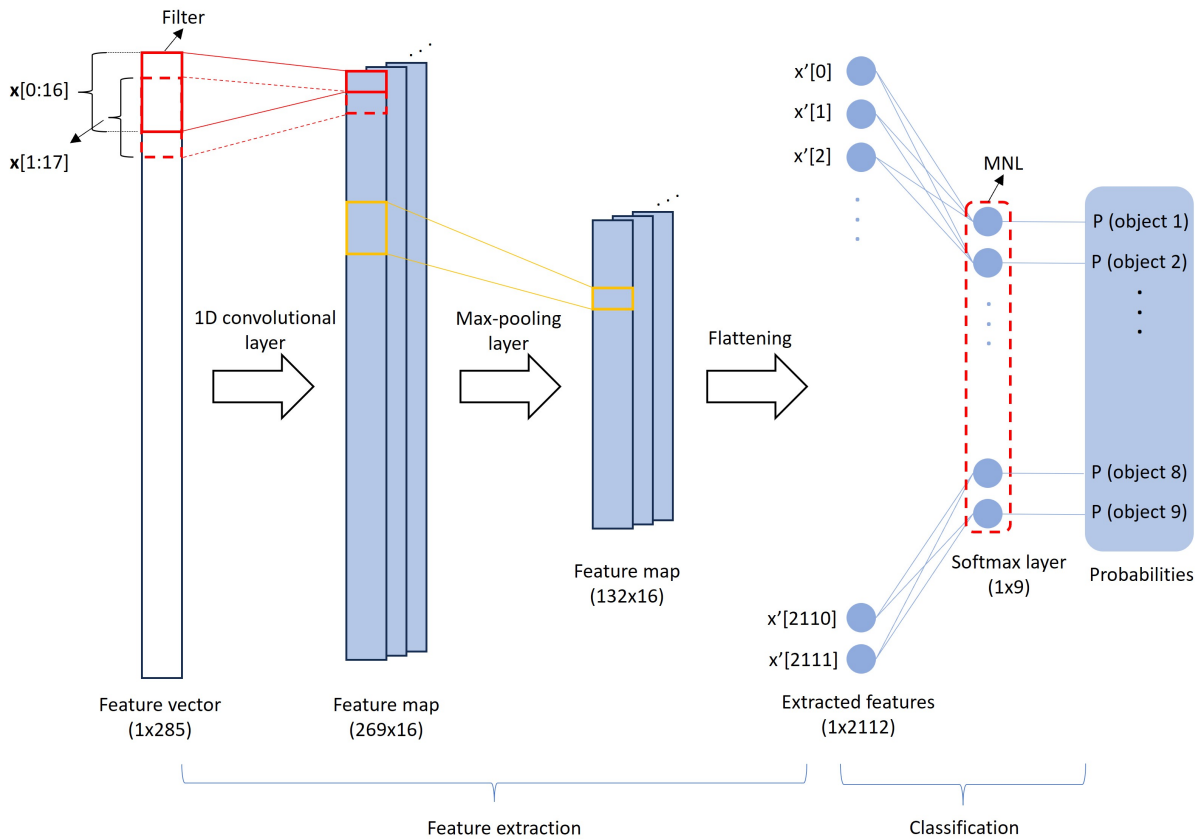 Filter
x[0:16]
x[1:17]
1D convolutional
layer
Max-pooling
layer
Flattening
x'[0]
x'[1]
x'[2]
MNL
P (object 1)
P (object 2)
P (object 8)
P (object 9)
x'[2110]
x'[2111]
Feature vector
(1x285)
Feature map
(269x16)
Feature map
(132x16)
Extracted features
(1x2112)
Softmax layer
(1x9)
Probabilities
Feature extraction
Classification